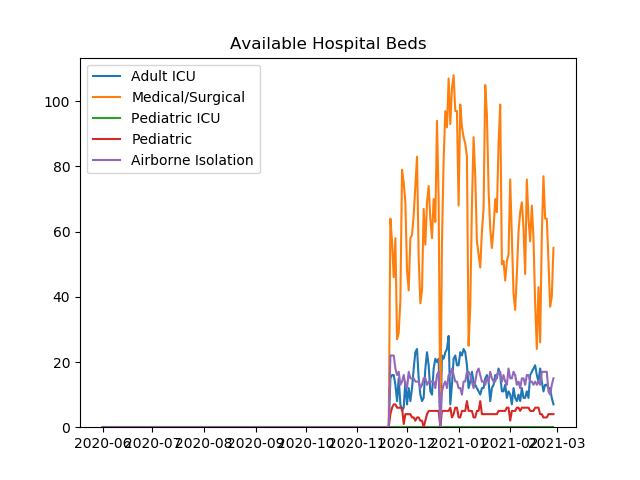 Available Hospital Beds
Adult ICU
Medical/Surgical
Pediatric ICU
Pediatric
Airborne Isolation
100
80
60
40
20
0
2020-06 2020-07 2020-08 2020-09 2020-10 2020-11 2020-12 2021-01 2021-02 2021-03